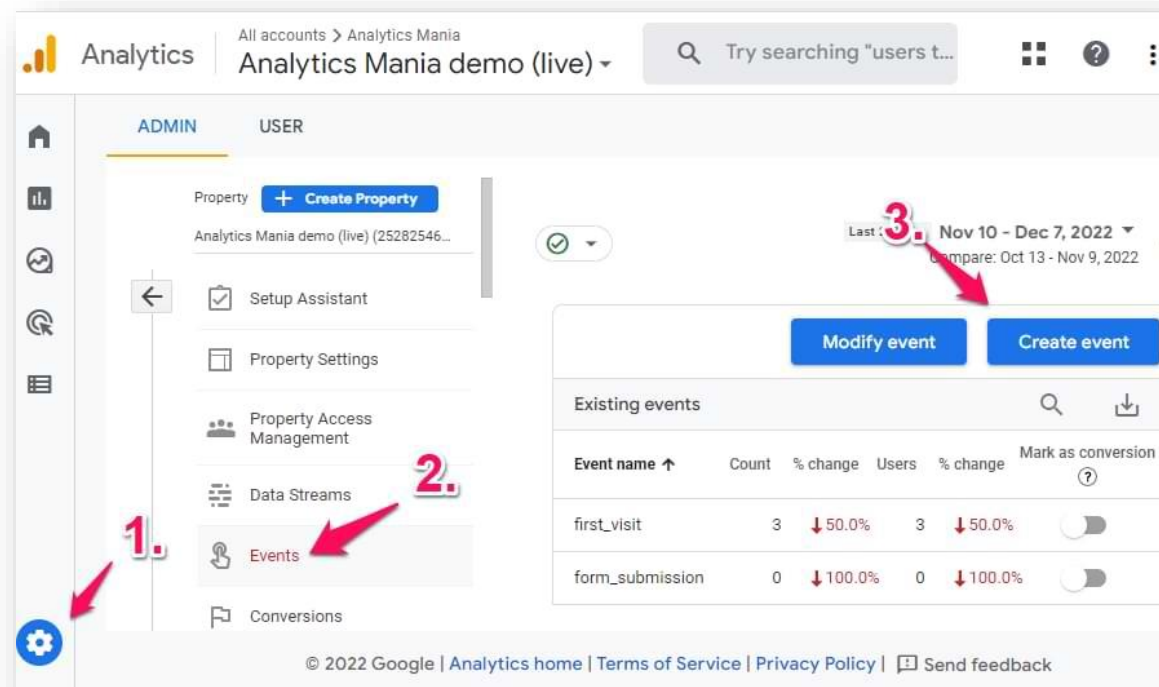 All accounts > Analytics Mania
Analytics
Analytics Mania demo (live)
Try searching "users t...
ADMIN
USER
Property
+ Create Property
Analytics Mania demo (live) (25282546...
Setup Assistant
Property Settings
Property Access
Management
Data Streams
Events
Conversions
1.
2.
3.
Last
Nov 10 - Dec 7, 2022
Compare: Oct 13 - Nov 9, 2022
Modify event
Create event
Existing events
Event name ↑ Count % change Users % change Mark as conversion
first_visit 3 ↓50.0% 3 ↓50.0%
form_submission 0 ↓100.0% 0 ↓100.0%
© 2022 Google | Analytics home | Terms of Service | Privacy Policy | Send feedback